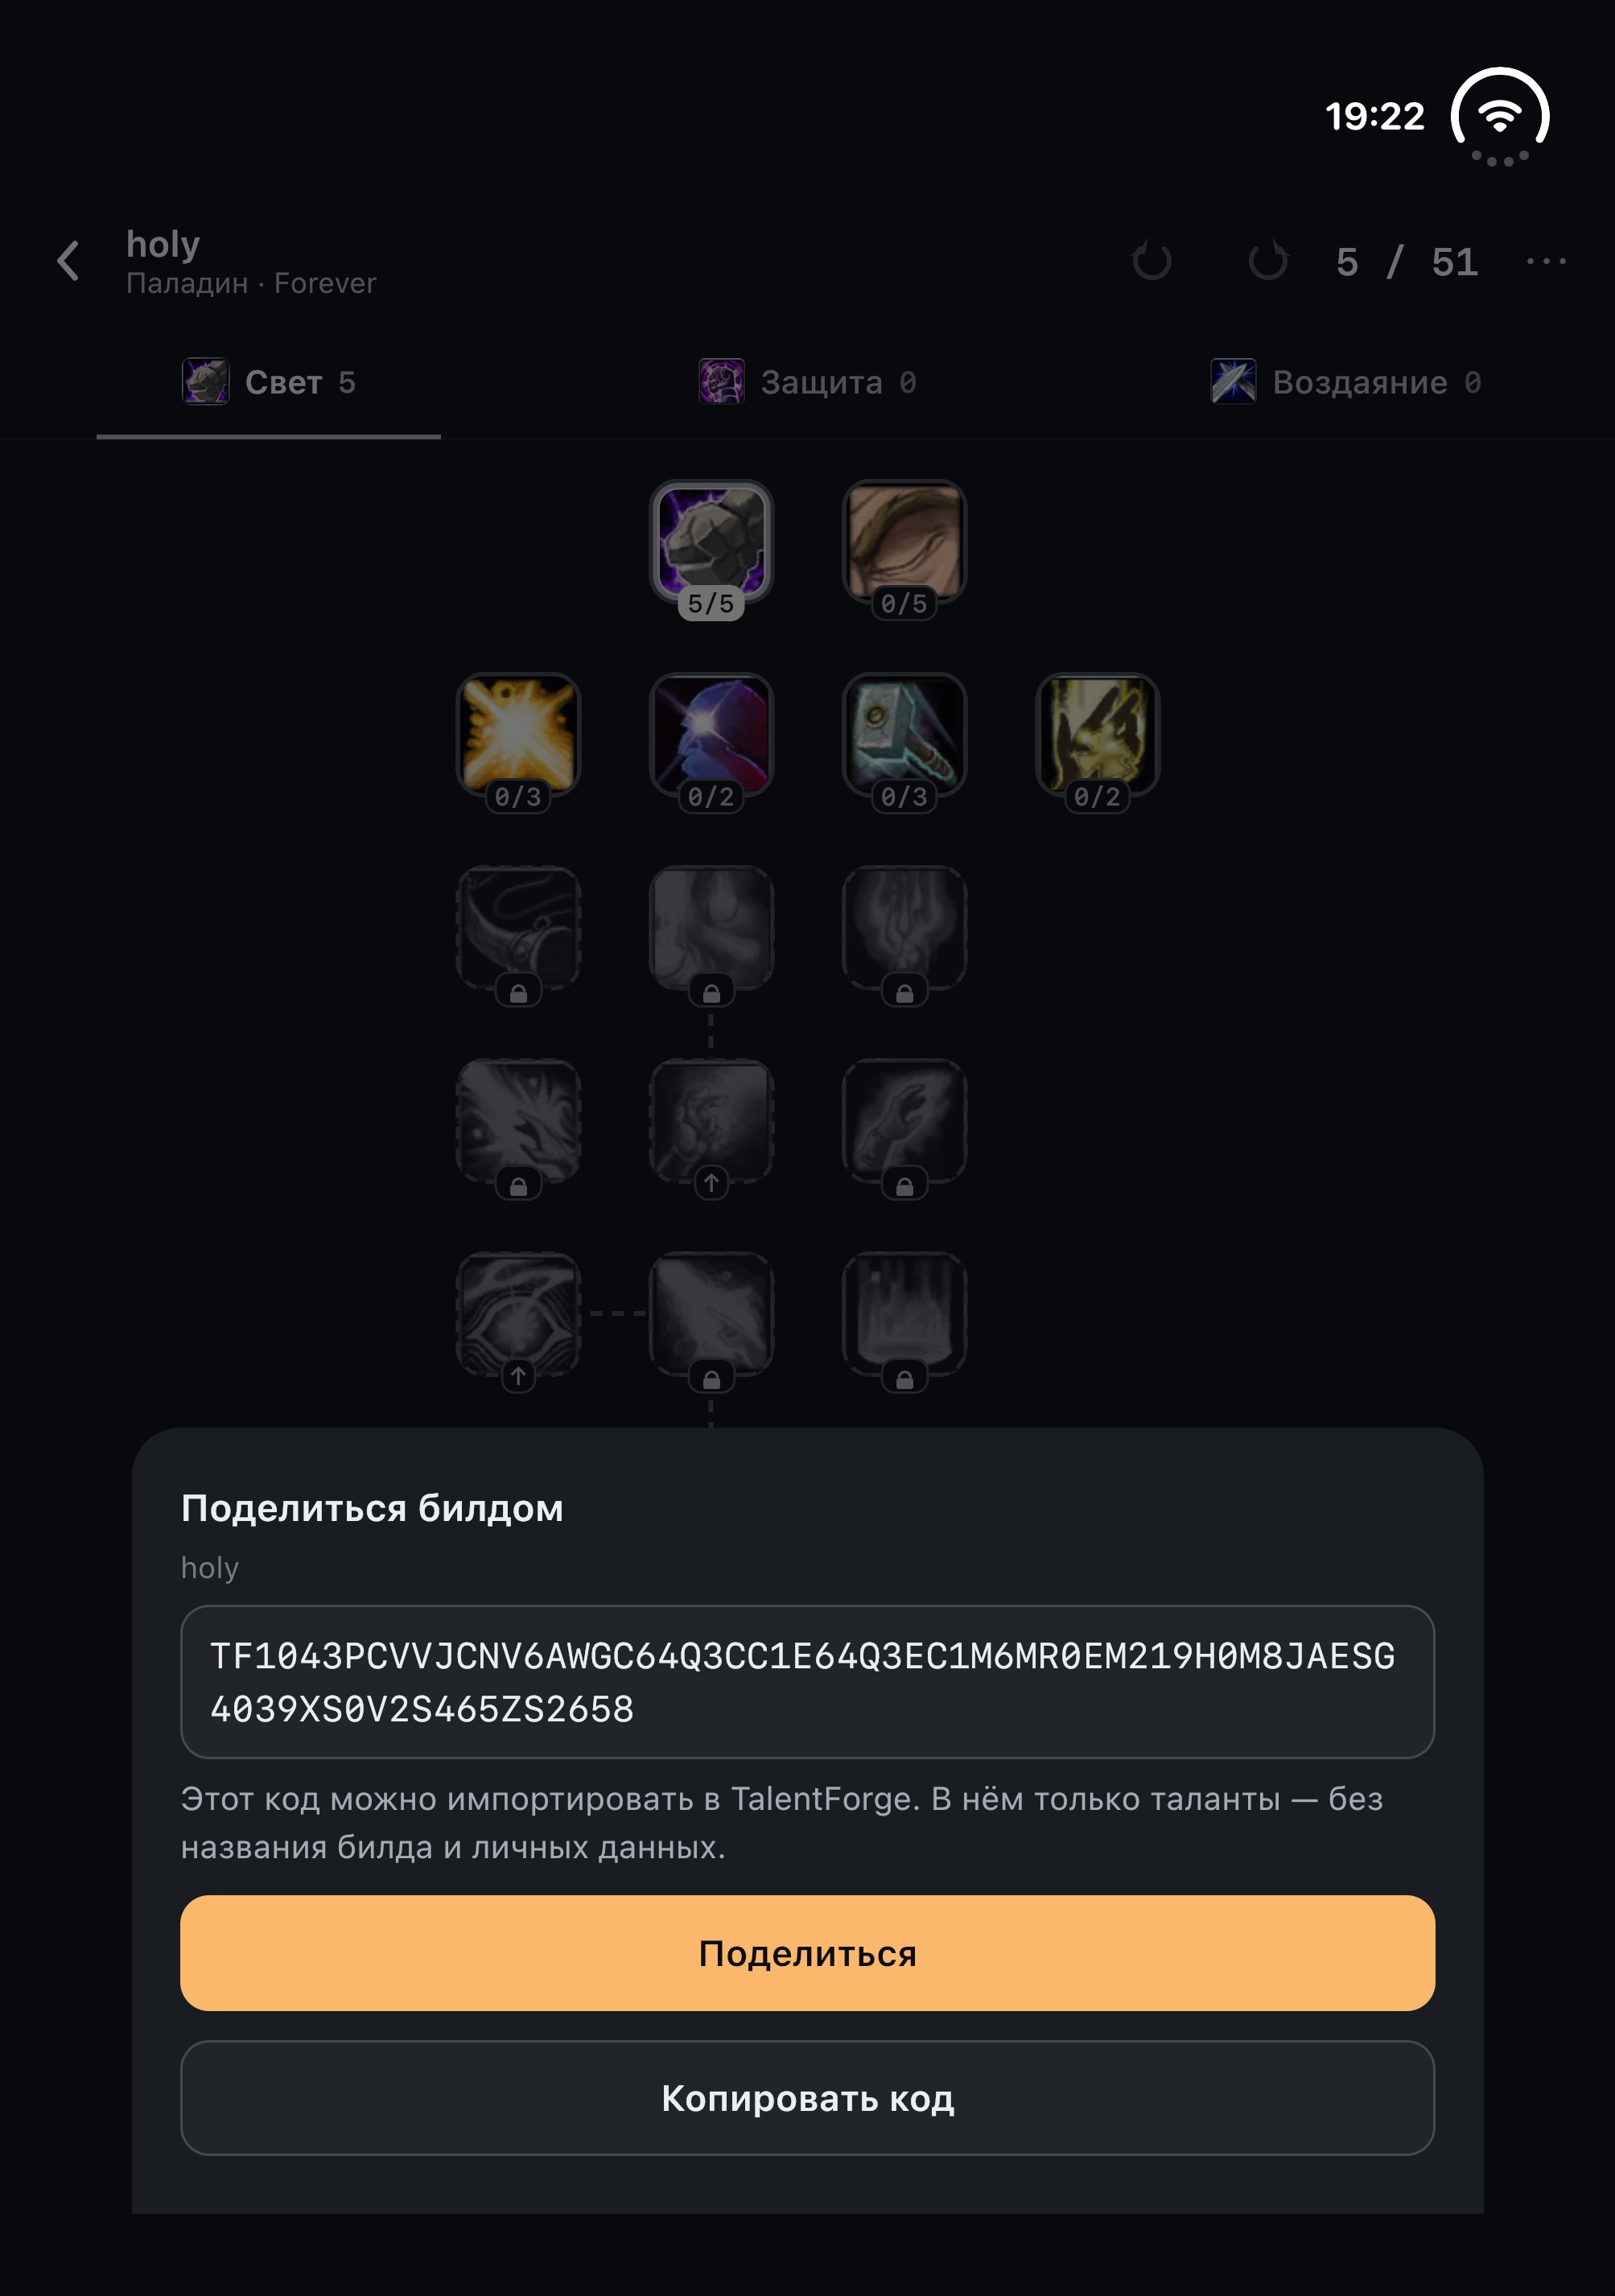 19:22
holy
Паладин · Forever
5 / 51
Свет 5
Защита 0
Воздаяние 0
5/5
0/5
0/3
0/2
0/3
0/2
Поделиться билдом
holy
TF1043PCVVJCNV6AWGC64Q3CC1E64Q3EC1M6MR0EM219H0M8JAESG
4039XS0V2S465ZS2658
Этот код можно импортировать в TalentForge. В нём только таланты — без
названия билда и личных данных.
Поделиться
Копировать код